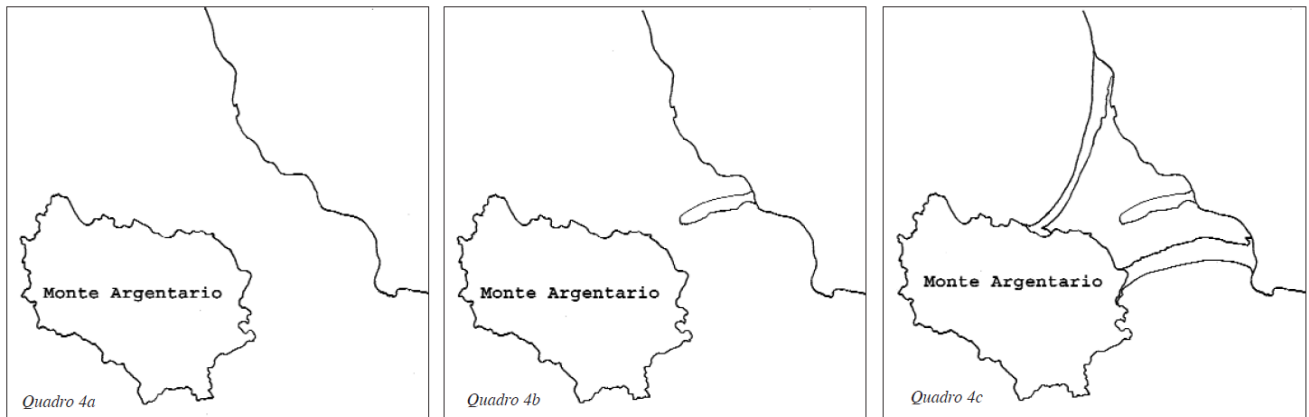 Monte Argentario
Quadro 4a
Monte Argentario
Quadro 4b
Monte Argentario
Quadro 4c